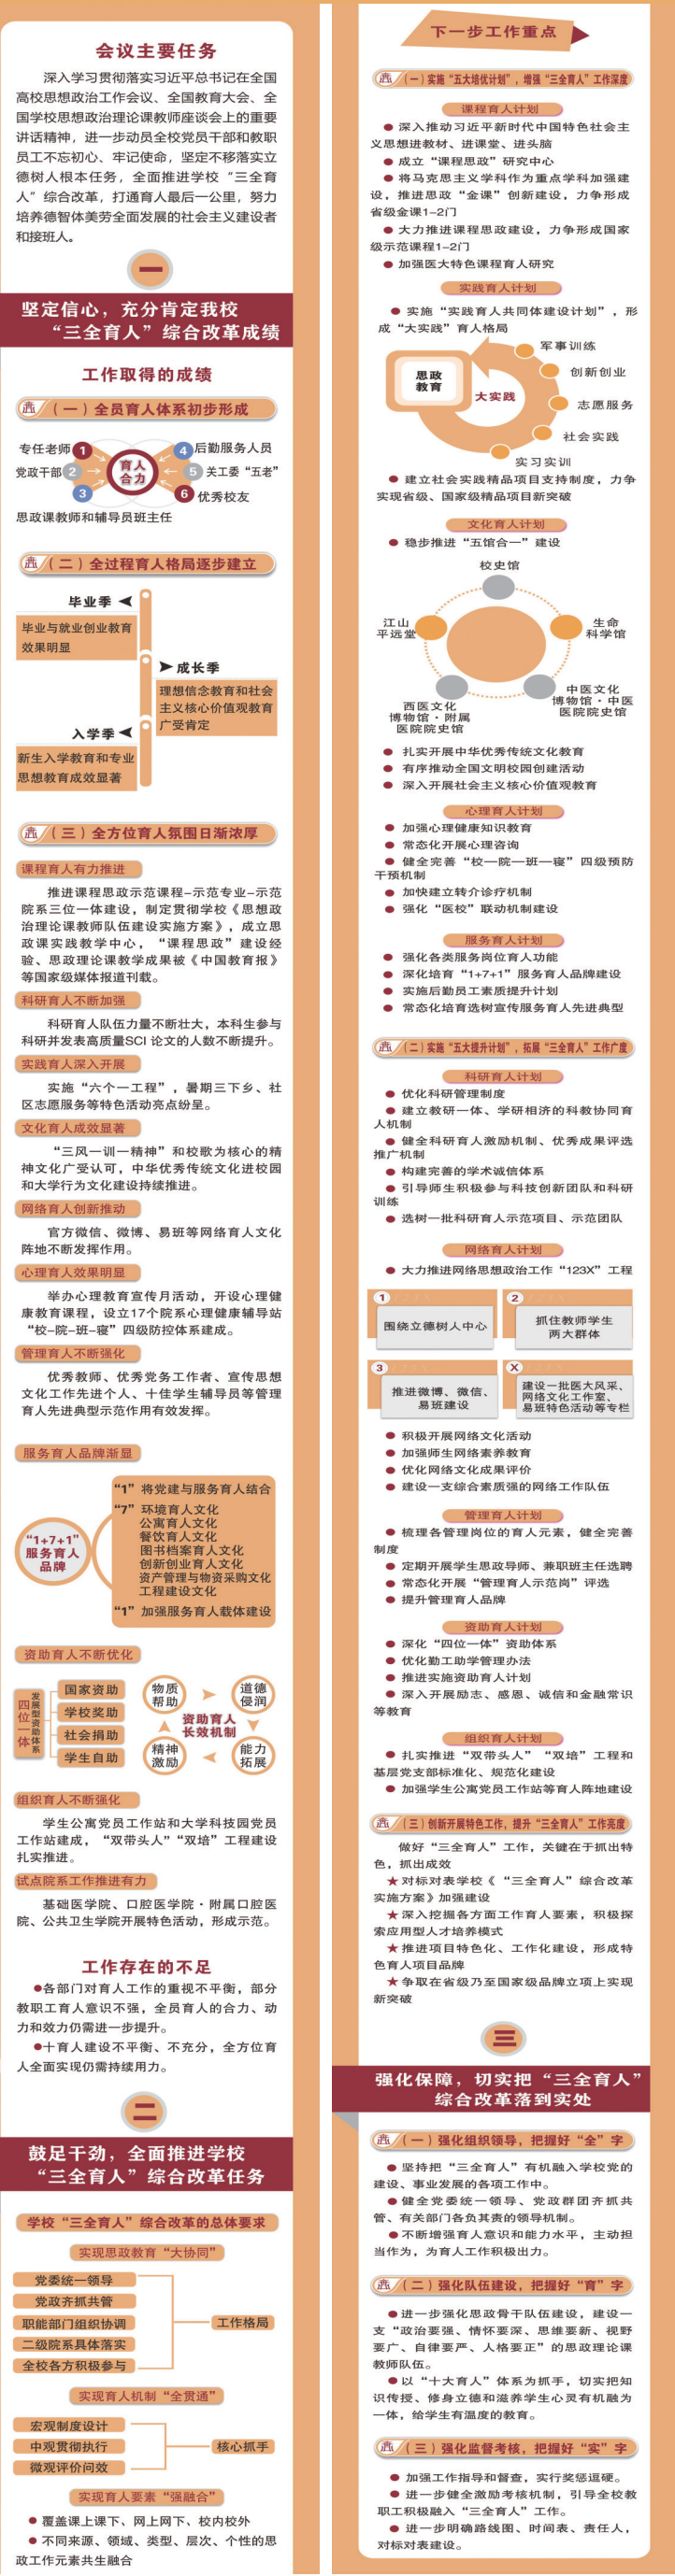 会议主要任务
深入学习贯彻落实习近平总书记在全国
高校思想政治工作会议、全国教育大会、全
国学校思想政治理论课教师座谈会上的重要
讲话精神，进一步动员全校党员干部和教职
员工不忘初心、牢记使命，坚定不移落实立
德树人根本任务，全面推进学校“三全育
人”综合改革，打通育人最后一公里，努力
培养德智体美劳全面发展的社会主义建设者
和接班人。
一
坚定信心，充分肯定我校
“三全育人”综合改革成绩
工作取得的成绩
（一）全员育人体系初步形成
专任老师 1
党政干部 2
3
思政课教师和辅导员班主任
育人
合力
4 后勤服务人员
5 关工委“五老”
6 优秀校友
（二）全过程育人格局逐步建立
毕业季
毕业与就业创业教育
效果明显
成长季
理想信念教育和社会
主义核心价值观教育
广受肯定
入学季
新生入学教育和专业
思想教育成效显著
（三）全方位育人氛围日渐浓厚
课程育人有力推进
推进课程思政示范课程–示范专业–示范
院系三位一体建设，制定贯彻学校《思想政
治理论课教师队伍建设实施方案》，成立思
政课实践教学中心，“课程思政”建设经
验、思政理论课教学成果被《中国教育报》
等国家级媒体报道刊载。
科研育人不断加强
科研育人队伍力量不断壮大，本科生参与
科研并发表高质量SCI 论文的人数不断提升。
实践育人深入开展
实施“六个一工程”，暑期三下乡、社
区志愿服务等特色活动亮点纷呈。
文化育人成效显著
“三风一训一精神”和校歌为核心的精
神文化广受认可，中华优秀传统文化进校园
和大学行为文化建设持续推进。
网络育人创新推动
官方微信、微博、易班等网络育人文化
阵地不断发挥作用。
心理育人效果明显
举办心理教育宣传月活动，开设心理健
康教育课程，设立17个院系心理健康辅导站
“校–院–班–寝”四级防控体系建成。
管理育人不断强化
优秀教师、优秀党务工作者、宣传思想
文化工作先进个人、十佳学生辅导员等管理
育人先进典型示范作用有效发挥。
服务育人品牌渐显
“1+7+1”
服务育人
品牌
“1”将党建与服务育人结合
“7”环境育人文化
公寓育人文化
餐饮育人文化
图书档案育人文化
创新创业育人文化
资产管理与物资采购文化
工程建设文化
“1”加强服务育人载体建设
资助育人不断优化
四位一体
发展型资助体系
国家资助
学校奖助
社会捐助
学生自助
物质
帮助
道德
浸润
资助育人
长效机制
精神
激励
能力
拓展
组织育人不断强化
学生公寓党员工作站和大学科技园党员
工作站建成，“双带头人”“双培”工程建设
扎实推进。
试点院系工作推进有力
基础医学院、口腔医学院·附属口腔医
院、公共卫生学院开展特色活动，形成示范。
工作存在的不足
●各部门对育人工作的重视不平衡，部分
教职工育人意识不强，全员育人的合力、动
力和效力仍需进一步提升。
●十育人建设不平衡、不充分，全方位育
人全面实现仍需持续用力。
二
鼓足干劲，全面推进学校
“三全育人”综合改革任务
学校“三全育人”综合改革的总体要求
实现思政教育“大协同”
党委统一领导
党政齐抓共管
职能部门组织协调
二级院系具体落实
全校各方积极参与
工作格局
实现育人机制“全贯通”
宏观制度设计
中观贯彻执行
微观评价问效
核心抓手
实现育人要素“强融合”
● 覆盖课上课下、网上网下、校内校外
● 不同来源、领域、类型、层次、个性的思
政工作元素共生融合
下一步工作重点
（一）实施“五大培优计划”，增强“三全育人”工作深度
课程育人计划
● 深入推动习近平新时代中国特色社会主
义思想进教材、进课堂、进头脑
● 成立“课程思政”研究中心
● 将马克思主义学科作为重点学科加强建
设，推进思政“金课”创新建设，力争形成
省级金课1–2门
● 大力推进课程思政建设，力争形成国家
级示范课程1–2门
● 加强医大特色课程育人研究
实践育人计划
● 实施“实践育人共同体建设计划”，形
成“大实践”育人格局
思政
教育
大实践
军事训练
创新创业
志愿服务
社会实践
实习实训
● 建立社会实践精品项目支持制度，力争
实现省级、国家级精品项目新突破
文化育人计划
● 稳步推进“五馆合一”建设
校史馆
江山
平远堂
生命
科学馆
西医文化
博物馆·附属
医院院史馆
中医文化
博物馆·中医
医院院史馆
● 扎实开展中华优秀传统文化教育
● 有序推动全国文明校园创建活动
● 深入开展社会主义核心价值观教育
心理育人计划
● 加强心理健康知识教育
● 常态化开展心理咨询
● 健全完善“校—院—班—寝”四级预防
干预机制
● 加快建立转介诊疗机制
● 强化“医校”联动机制建设
服务育人计划
● 强化各类服务岗位育人功能
● 深化培育“1+7+1”服务育人品牌建设
● 实施后勤员工素质提升计划
● 常态化培育选树宣传服务育人先进典型
（二）实施“五大提升计划”，拓展“三全育人”工作广度
科研育人计划
● 优化科研管理制度
● 建立教研一体、学研相济的科教协同育
人机制
● 健全科研育人激励机制、优秀成果评选
推广机制
● 构建完善的学术诚信体系
● 引导师生积极参与科技创新团队和科研
训练
● 选树一批科研育人示范项目、示范团队
网络育人计划
● 大力推进网络思想政治工作“123X”工程
1
围绕立德树人中心
2
抓住教师学生
两大群体
3
推进微博、微信、
易班建设
X
建设一批医大风采、
网络文化工作室、
易班特色活动等专栏
● 积极开展网络文化活动
● 加强师生网络素养教育
● 优化网络文化成果评价
● 建设一支综合素质强的网络工作队伍
管理育人计划
● 梳理各管理岗位的育人元素，健全完善
制度
● 定期开展学生思政导师、兼职班主任选聘
● 常态化开展“管理育人示范岗”评选
● 提升管理育人品牌
资助育人计划
● 深化“四位一体”资助体系
● 优化勤工助学管理办法
● 推进实施资助育人计划
● 深入开展励志、感恩、诚信和金融常识
等教育
组织育人计划
● 扎实推进“双带头人”“双培”工程和
基层党支部标准化、规范化建设
● 加强学生公寓党员工作站等育人阵地建设
（三）创新开展特色工作，提升“三全育人”工作亮度
做好“三全育人”工作，关键在于抓出特
色，抓出成效
★ 对标对表学校《“三全育人”综合改革
实施方案》加强建设
★ 深入挖掘各方面工作育人要素，积极探
索应用型人才培养模式
★ 推进项目特色化、工作化建设，形成特
色育人项目品牌
★ 争取在省级乃至国家级品牌立项上实现
新突破
三
强化保障，切实把“三全育人”
综合改革落到实处
（一）强化组织领导，把握好“全”字
● 坚持把“三全育人”有机融入学校党的
建设、事业发展的各项工作中。
● 健全党委统一领导、党政群团齐抓共
管、有关部门各负其责的领导机制。
● 不断增强育人意识和能力水平，主动担
当作为，为育人工作积极出力。
（二）强化队伍建设，把握好“育”字
● 进一步强化思政骨干队伍建设，建设一
支“政治要强、情怀要深、思维要新、视野
要广、自律要严、人格要正”的思政理论课
教师队伍。
● 以“十大育人”体系为抓手，切实把知
识传授、修身立德和滋养学生心灵有机融为
一体，给学生有温度的教育。
（三）强化监督考核，把握好“实”字
● 加强工作指导和督查，实行奖惩逗硬。
● 进一步健全激励考核机制，引导全校教
职工积极融入“三全育人”工作。
● 进一步明确路线图、时间表、责任人，
对标对表建设。